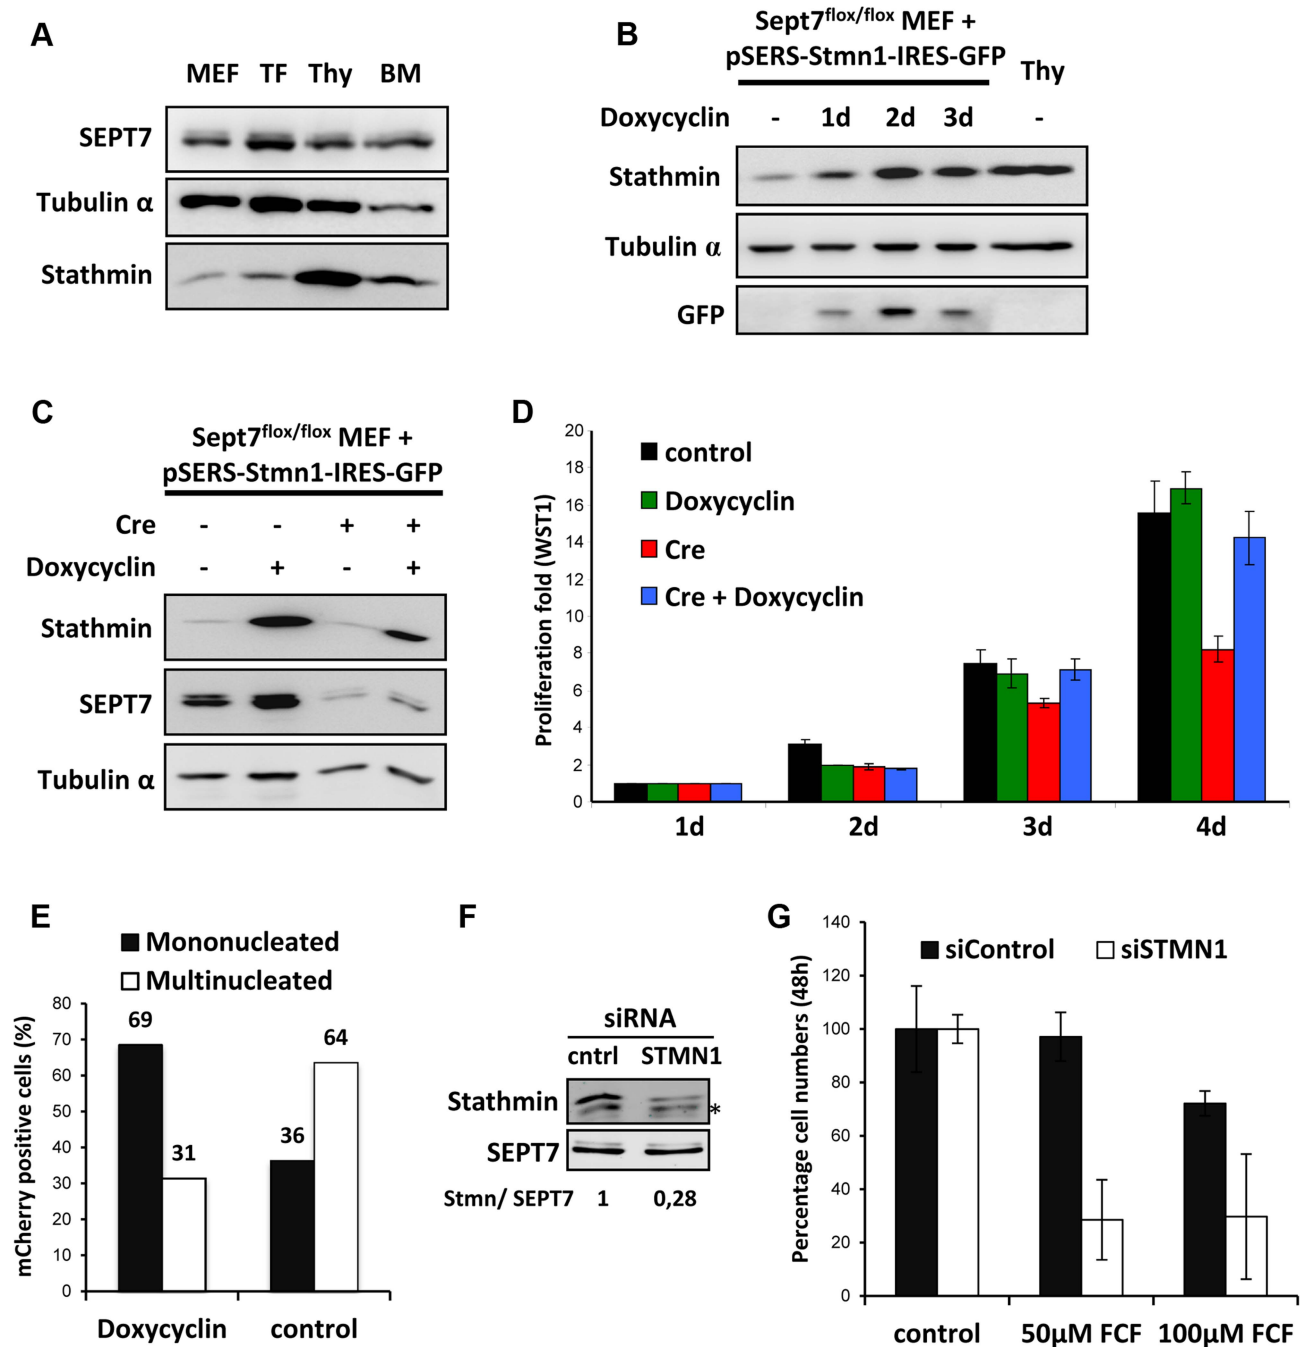 A
MEF TF Thy BM
SEPT7
Tubulin α
Stathmin
B
Sept7flox/flox MEF +
pSERS-Stmn1-IRES-GFP
Thy
Doxycyclin - 1d 2d 3d -
Stathmin
Tubulin α
GFP
C
Sept7flox/flox MEF +
pSERS-Stmn1-IRES-GFP
Cre - - + +
Doxycyclin - + - +
Stathmin
SEPT7
Tubulin α
D
Proliferation fold (WST1)
20
18
16
14
12
10
8
6
4
2
0
control
Doxycyclin
Cre
Cre + Doxycyclin
1d 2d 3d 4d
E
Mononucleated
Multinucleated
mCherry positive cells (%)
80
70
60
50
40
30
20
10
0
69
31
36
64
Doxycyclin control
F
siRNA
cntrl STMN1
Stathmin *
SEPT7
Stmn/ SEPT7 1 0,28
G
Percentage cell numbers (48h)
140
120
100
80
60
40
20
0
siControl siSTMN1
control 50µM FCF 100µM FCF